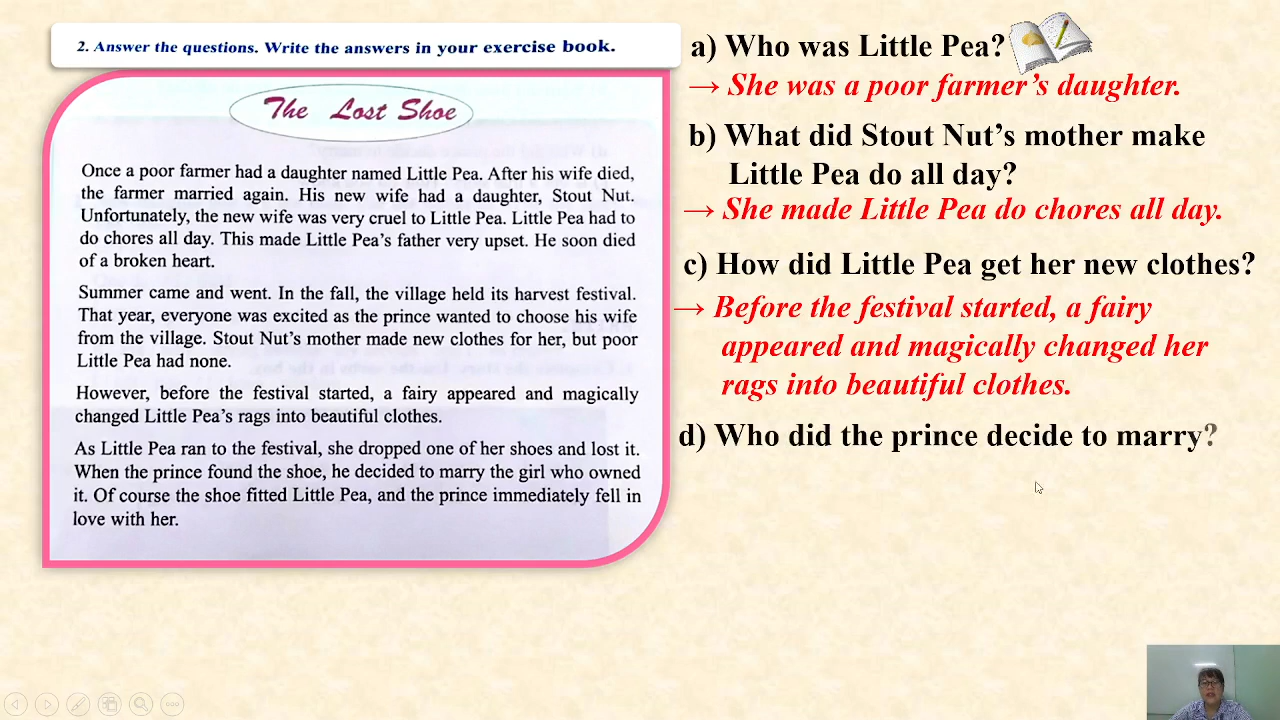 2. Answer the questions. Write the answers in your exercise book.
The Lost Shoe
Once a poor farmer had a daughter named Little Pea. After his wife died,
the farmer married again. His new wife had a daughter, Stout Nut.
Unfortunately, the new wife was very cruel to Little Pea. Little Pea had to
do chores all day. This made Little Pea's father very upset. He soon died
of a broken heart.
Summer came and went. In the fall, the village held its harvest festival.
That year, everyone was excited as the prince wanted to choose his wife
from the village. Stout Nut's mother made new clothes for her, but poor
Little Pea had none.
However, before the festival started, a fairy appeared and magically
changed Little Pea's rags into beautiful clothes.
As Little Pea ran to the festival, she dropped one of her shoes and lost it.
When the prince found the shoe, he decided to marry the girl who owned
it. Of course the shoe fitted Little Pea, and the prince immediately fell in
love with her.
a) Who was Little Pea?
→ She was a poor farmer's daughter.
b) What did Stout Nut's mother make
Little Pea do all day?
→ She made Little Pea do chores all day.
c) How did Little Pea get her new clothes?
→ Before the festival started, a fairy
appeared and magically changed her
rags into beautiful clothes.
d) Who did the prince decide to marry?